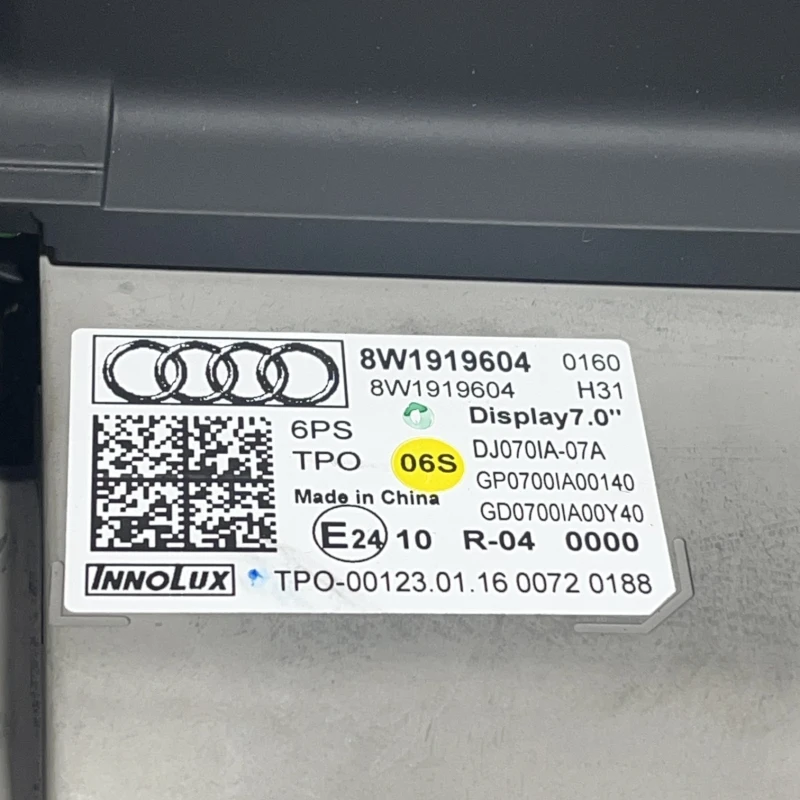 8W1919604 0160
8W1919604 H31
Display7.0"
6PS
TPO
06S
DJ070IA-07A
GP0700IA00140
GD0700IA00Y40
Made in China
E24 10 R-04 0000
INNOLUX TPO-00123.01.16 0072 0188